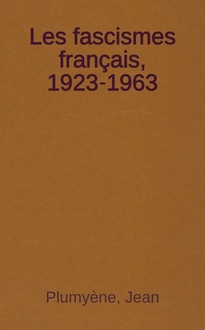 Les fascismes
français,
1923-1963
Plumyène, Jean